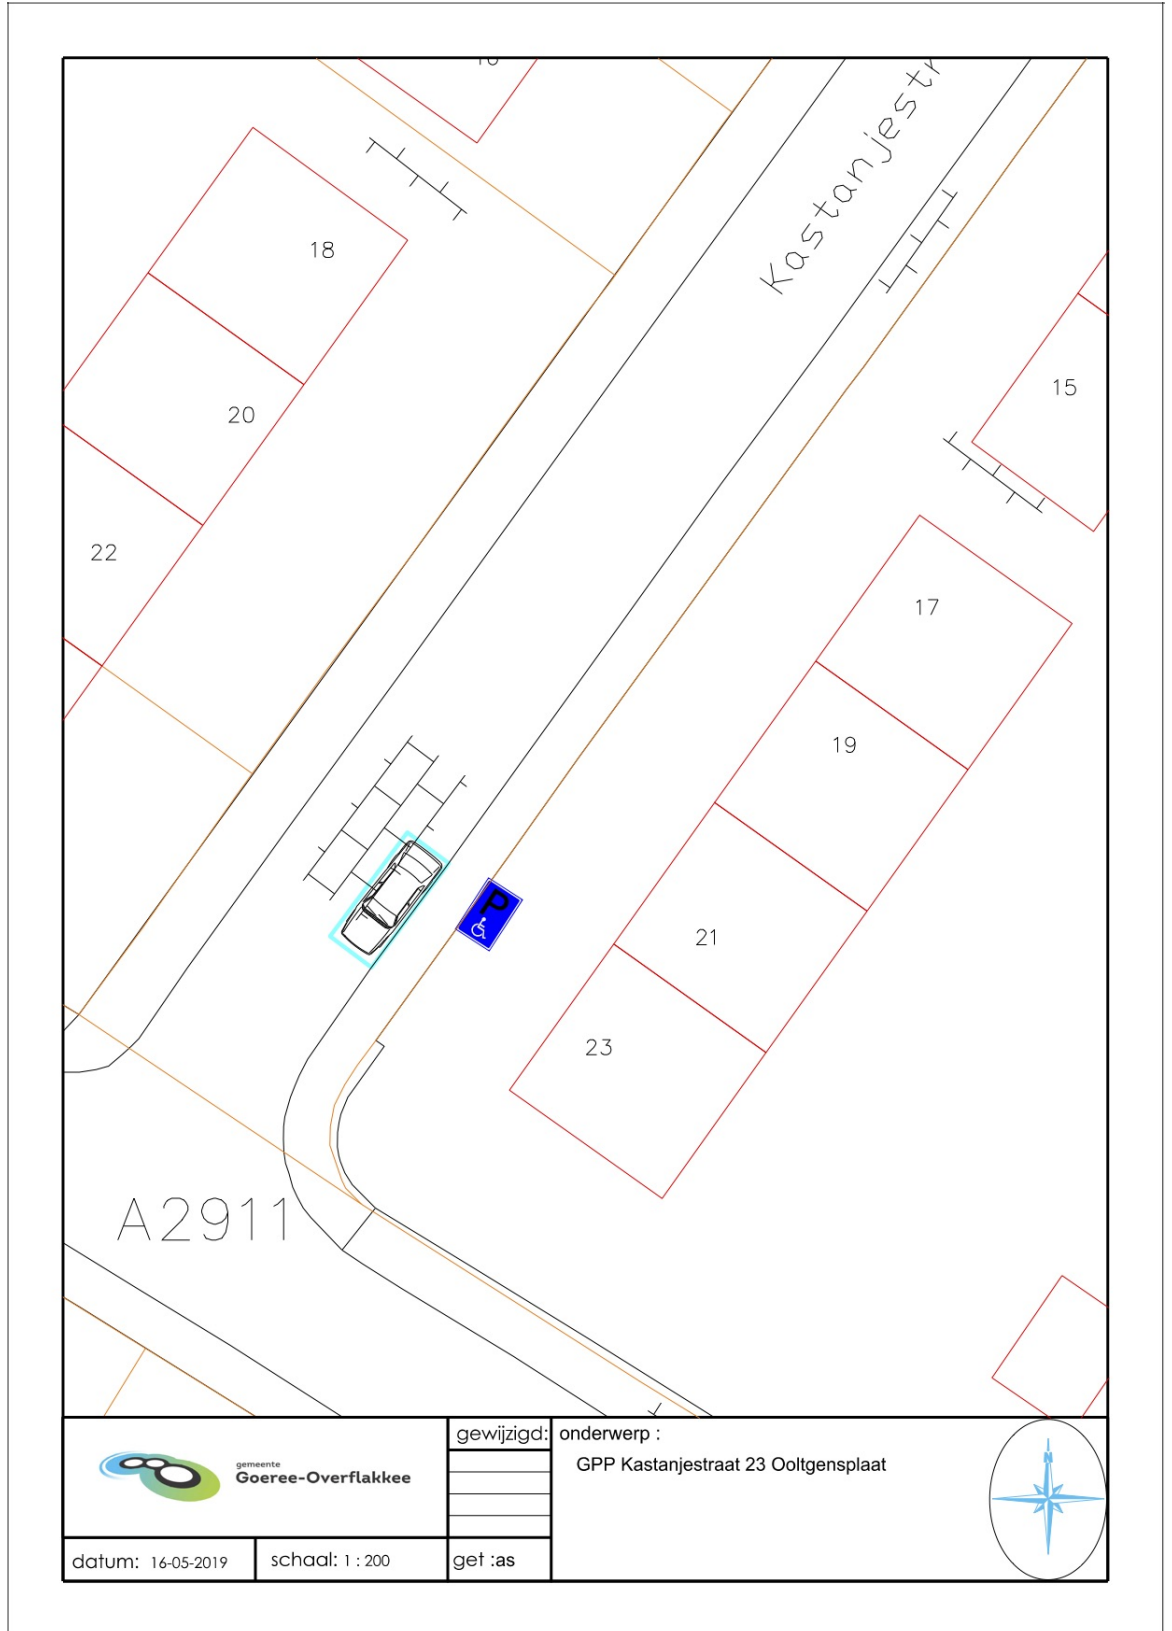 Kastanjestr
18
15
20
22
17
19
P
21
23
A2911
gemeente
Goeree-Overflakkee
gewijzigd:
onderwerp :
GPP Kastanjestraat 23 Ooltgensplaat
N
datum: 16-05-2019
schaal: 1 : 200
get :as